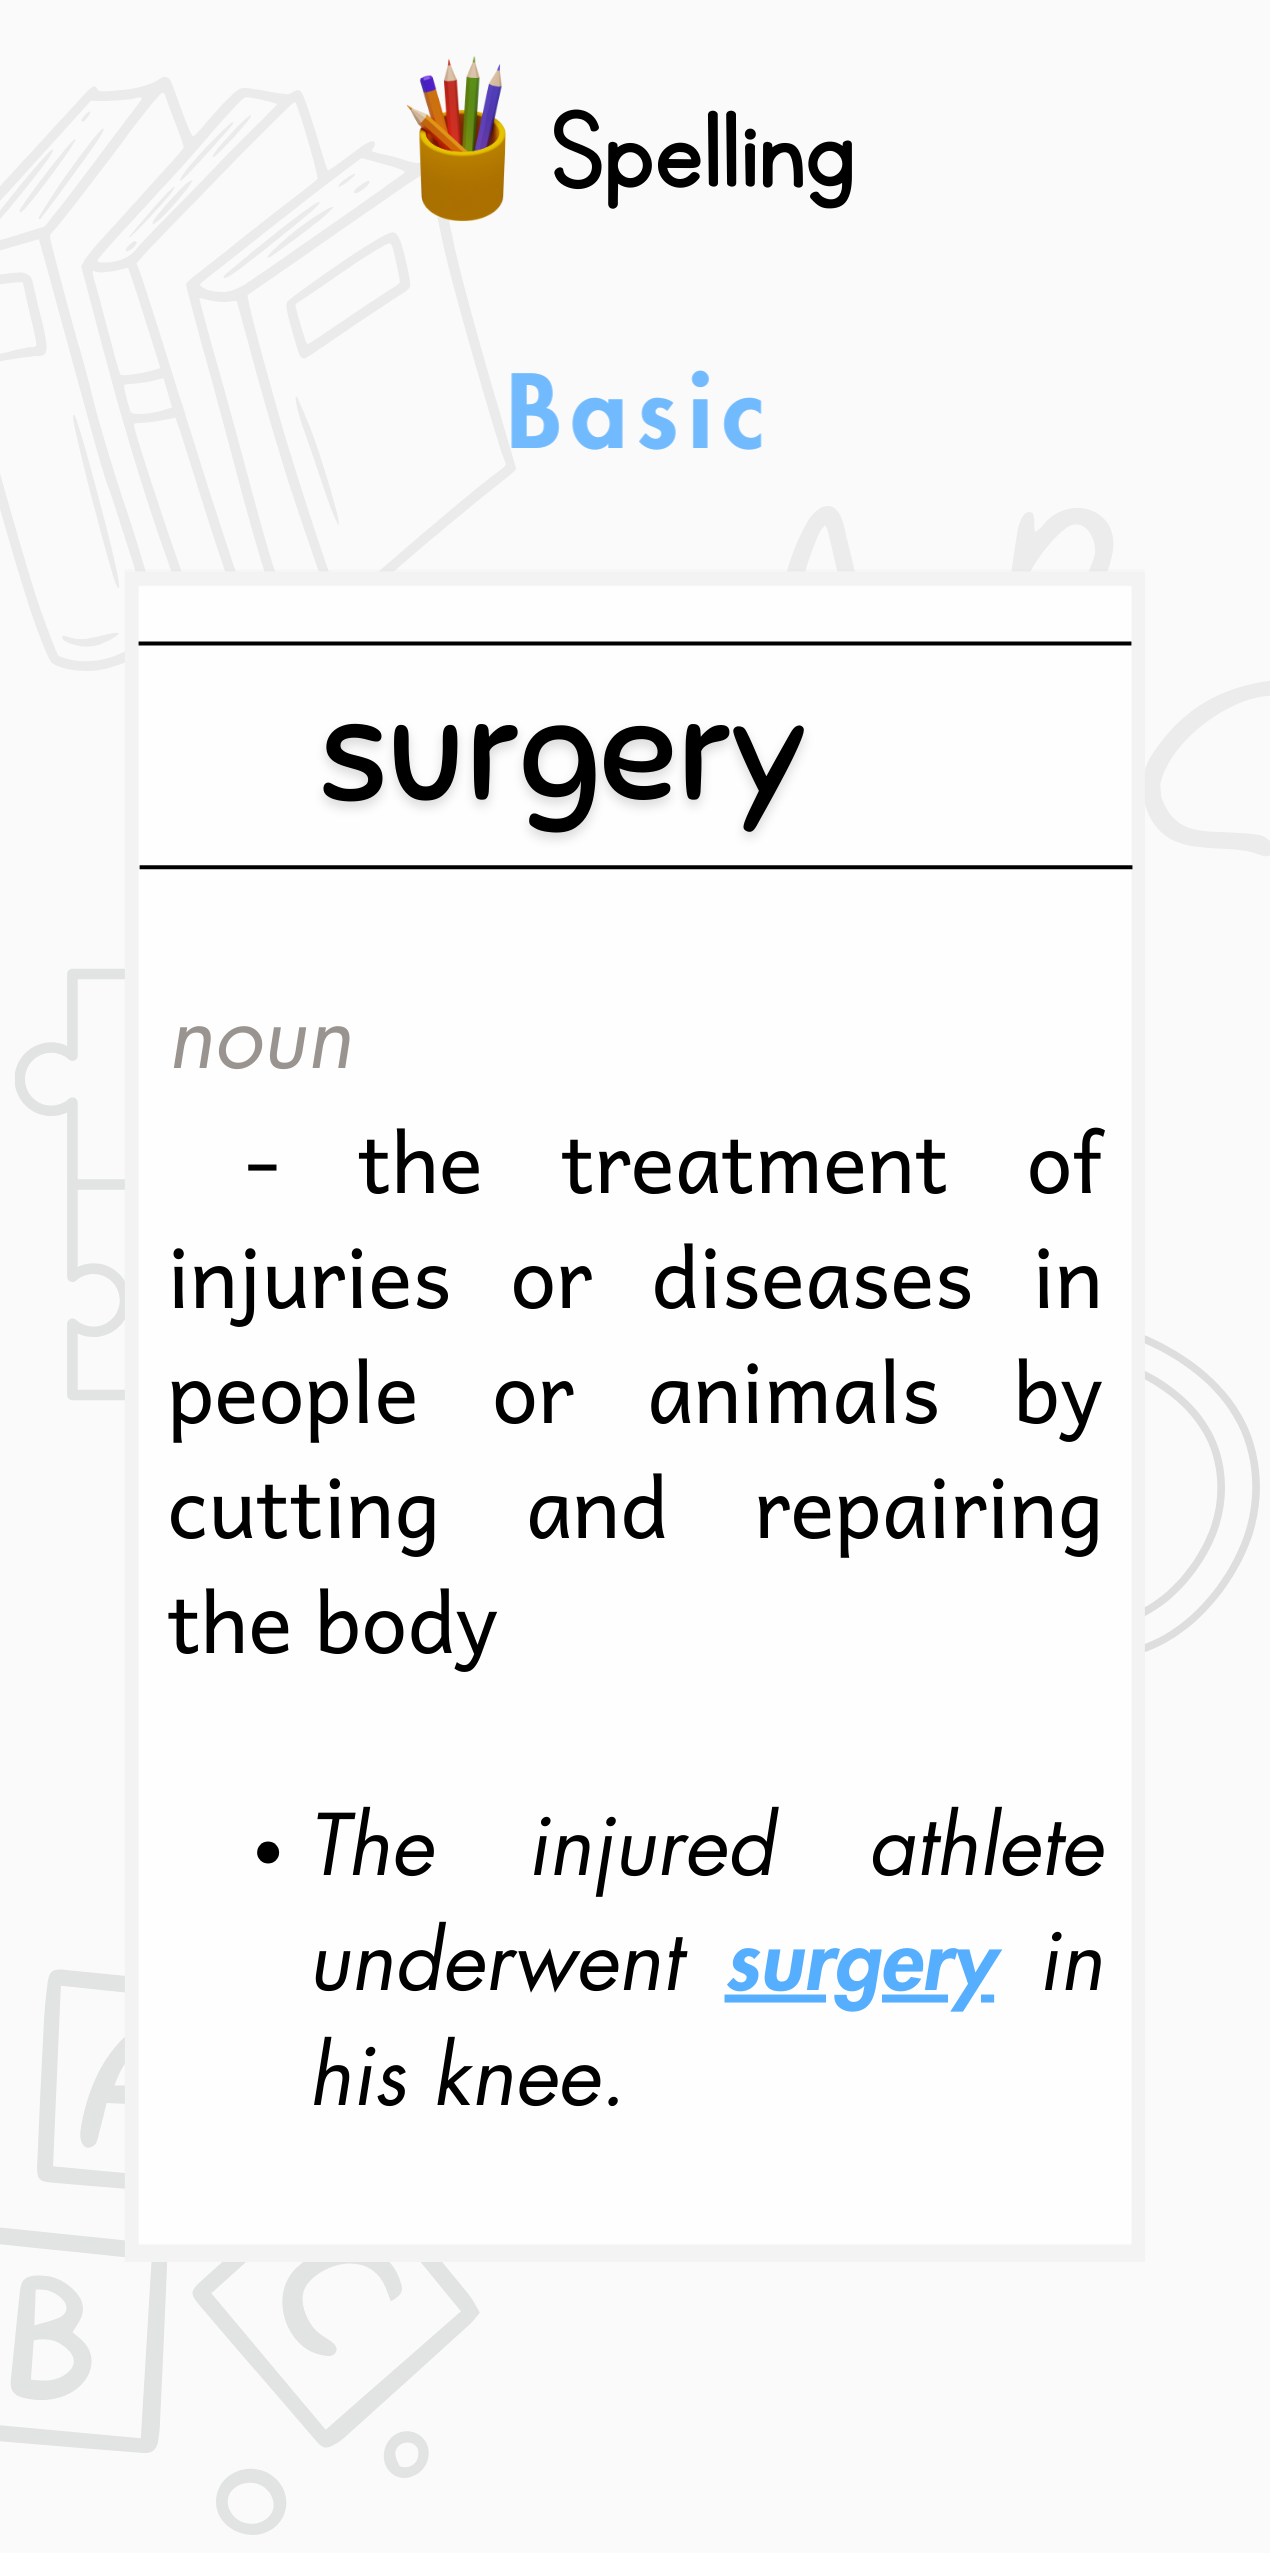 Spelling
Basic
surgery
noun
- the treatment of
injuries or diseases in
people or animals by
cutting and repairing
the body
• The injured athlete
underwent surgery in
his knee.
A
B
C